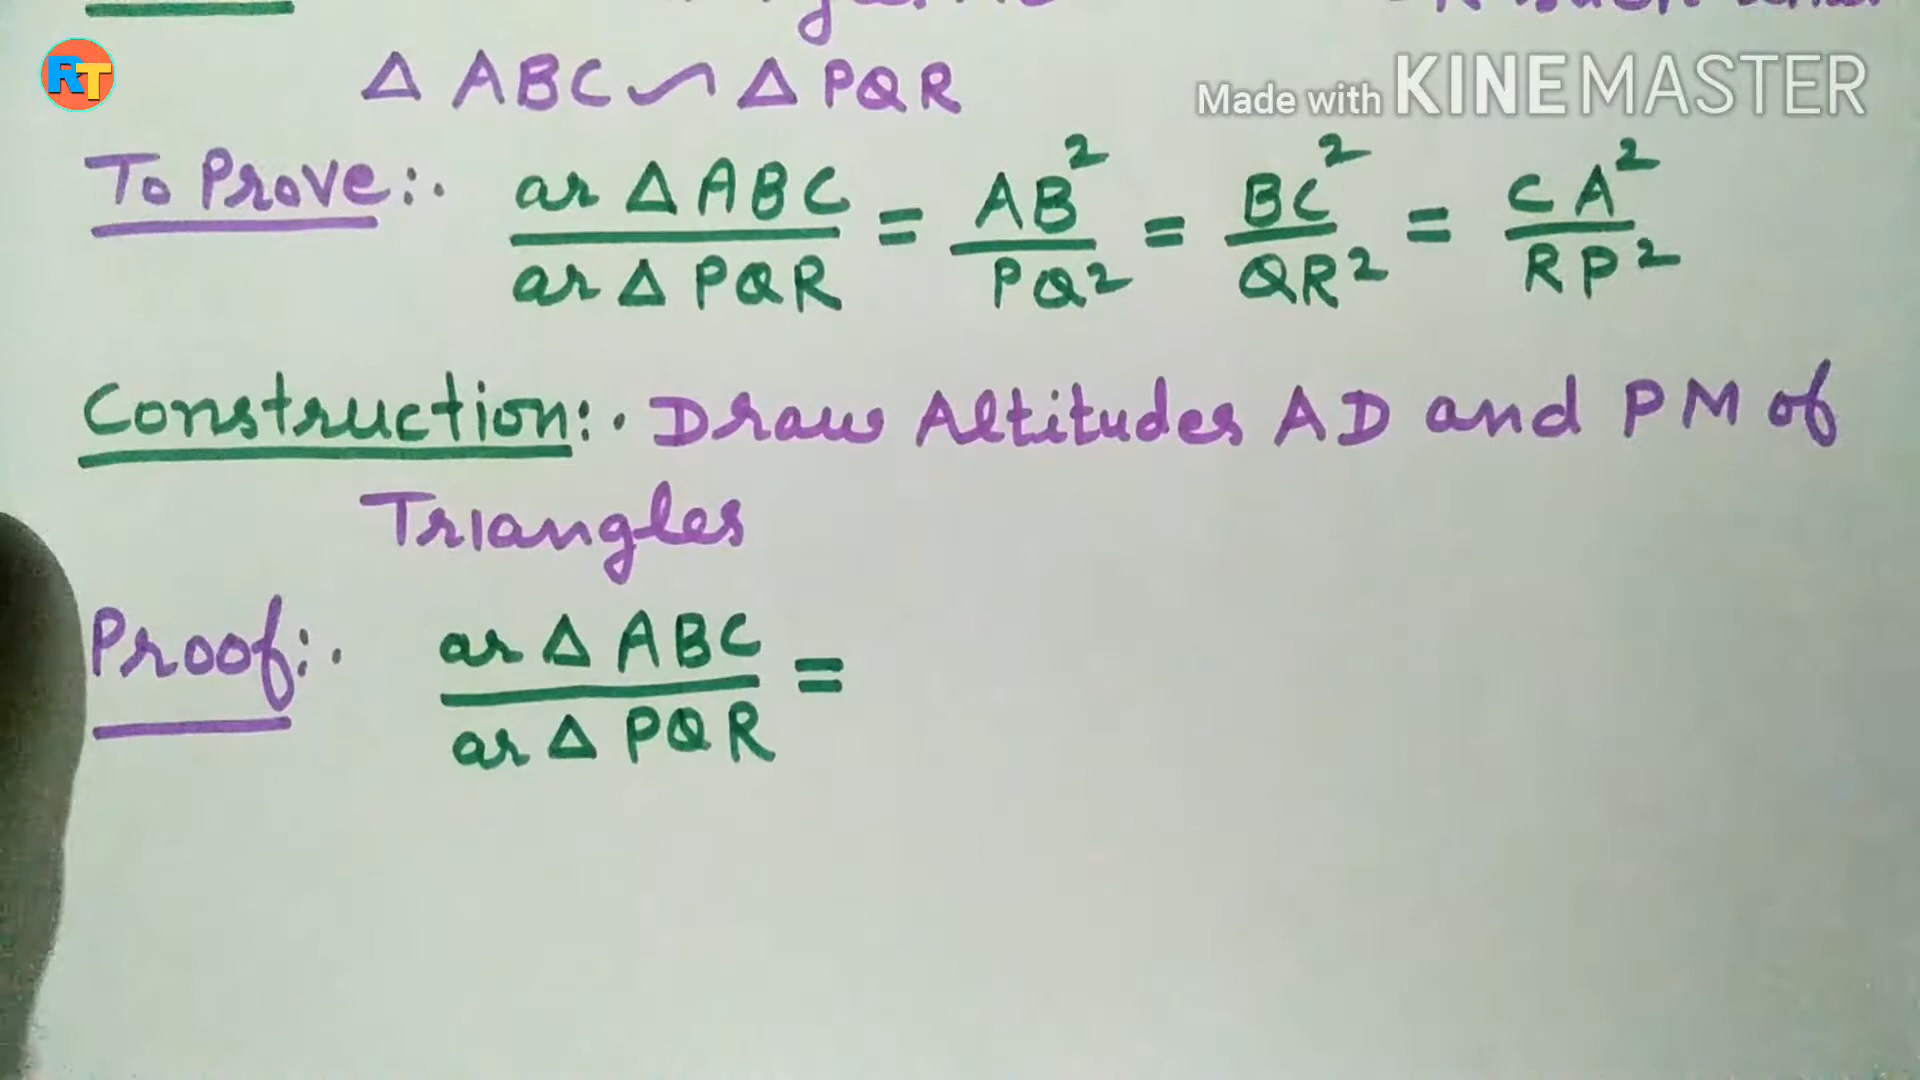 RT
Δ ABC ∽ Δ PQR
Made with KINEMASTER
To Prove:· ar Δ ABC / ar Δ PQR = AB² / PQ² = BC² / QR² = CA² / RP²
Construction:· Draw Altitudes AD and PM of
Triangles
Proof:· ar Δ ABC / ar Δ PQR =